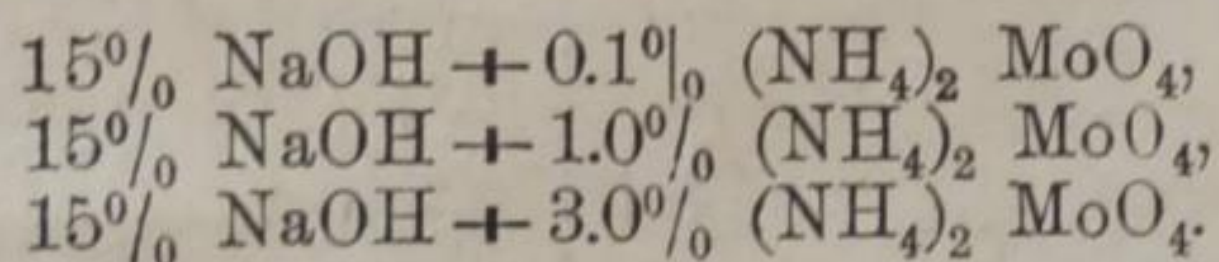 15% NaOH + 0.1% (NH₄)₂ MoO₄,
15% NaOH + 1.0% (NH₄)₂ MoO₄,
15% NaOH + 3.0% (NH₄)₂ MoO₄.